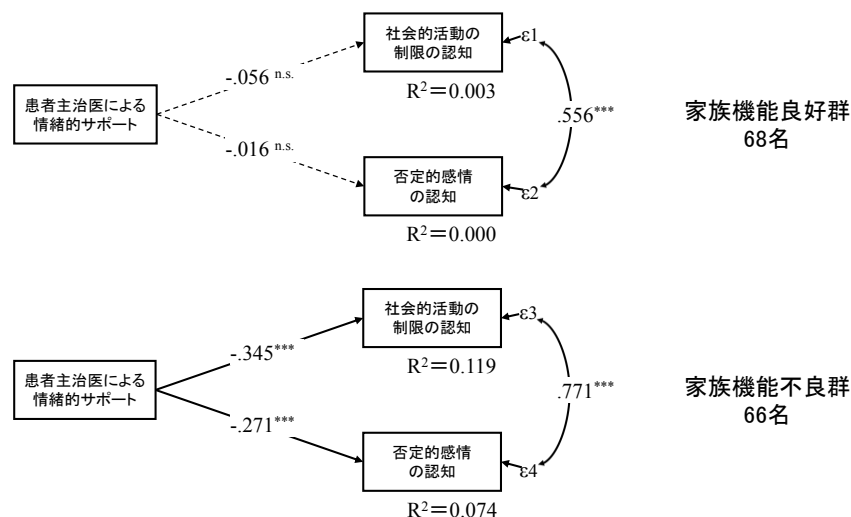 社会的活動の
制限の認知
ε1
-.056 n.s.
R²＝0.003
患者主治医による
情緒的サポート
.556***
家族機能良好群
68名
-.016 n.s.
否定的感情
の認知
ε2
R²＝0.000
社会的活動の
制限の認知
ε3
-.345***
R²＝0.119
患者主治医による
情緒的サポート
.771***
家族機能不良群
66名
-.271***
否定的感情
の認知
ε4
R²＝0.074